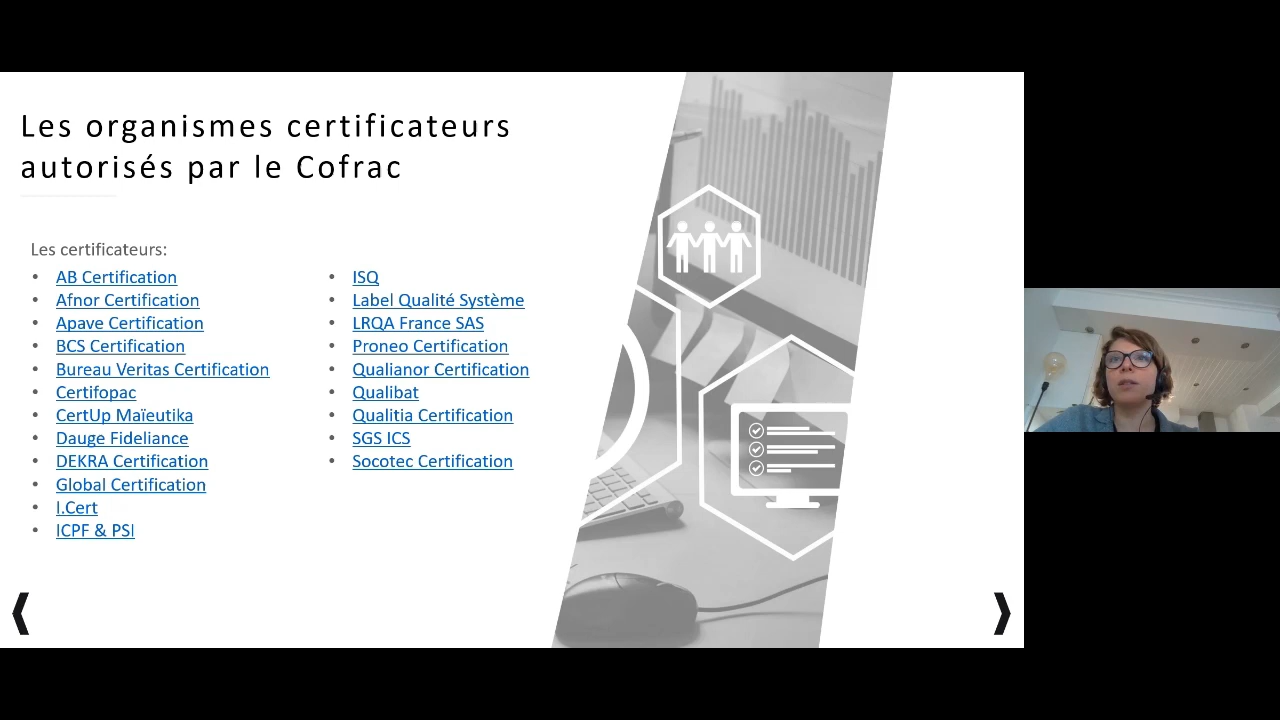 Les organismes certificateurs
autorisés par le Cofrac
Les certificateurs:
• AB Certification
• Afnor Certification
• Apave Certification
• BCS Certification
• Bureau Veritas Certification
• Certifopac
• CertUp Maïeutika
• Dauge Fideliance
• DEKRA Certification
• Global Certification
• I.Cert
• ICPF & PSI
• ISQ
• Label Qualité Système
• LRQA France SAS
• Proneo Certification
• Qualianor Certification
• Qualibat
• Qualitia Certification
• SGS ICS
• Socotec Certification